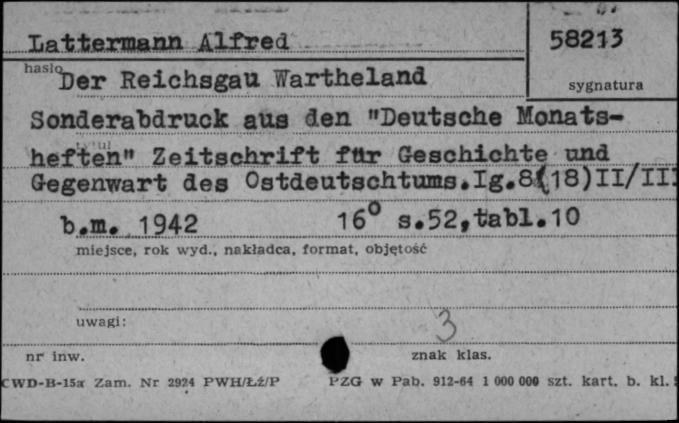 Lattermann Alfred
58213
hasło
sygnatura
Der Reichsgau Wartheland
Sonderabdruck aus den "Deutsche Monats-
heften" Zeitschrift für Geschichte und
Gegenwart des Ostdeutschtums.Ig.8(18)II/III
b.m. 1942 16° s.52,tabl.10
miejsce, rok wyd., nakładca, format, objętość
uwagi:
3
nr inw.
znak klas.
CWD-B-15a Zam. Nr 2924 PWH/Łź/P PZG w Pab. 912-64 1 000 000 szt. kart. b. kl.